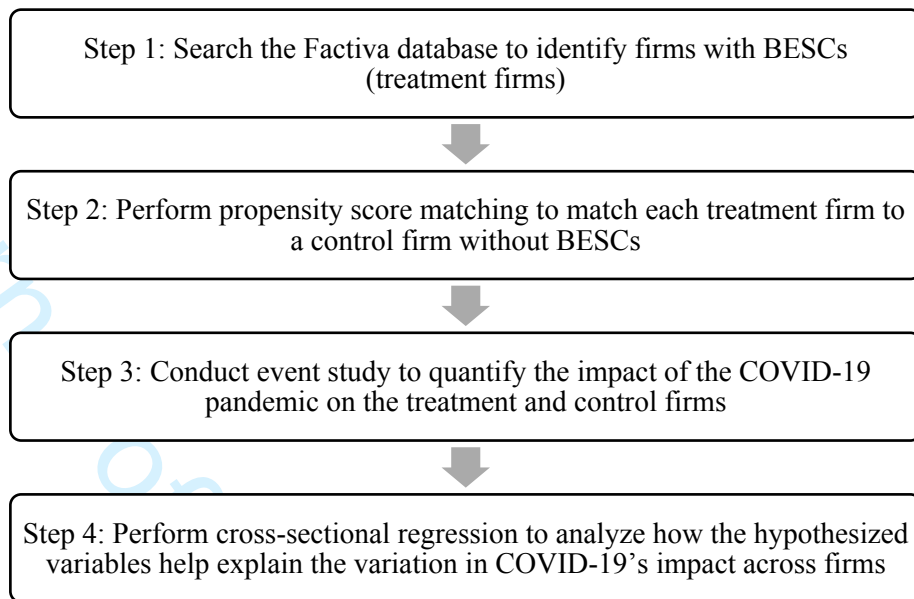 Step 1: Search the Factiva database to identify firms with BESCs
(treatment firms)
Step 2: Perform propensity score matching to match each treatment firm to
a control firm without BESCs
Step 3: Conduct event study to quantify the impact of the COVID-19
pandemic on the treatment and control firms
Step 4: Perform cross-sectional regression to analyze how the hypothesized
variables help explain the variation in COVID-19’s impact across firms